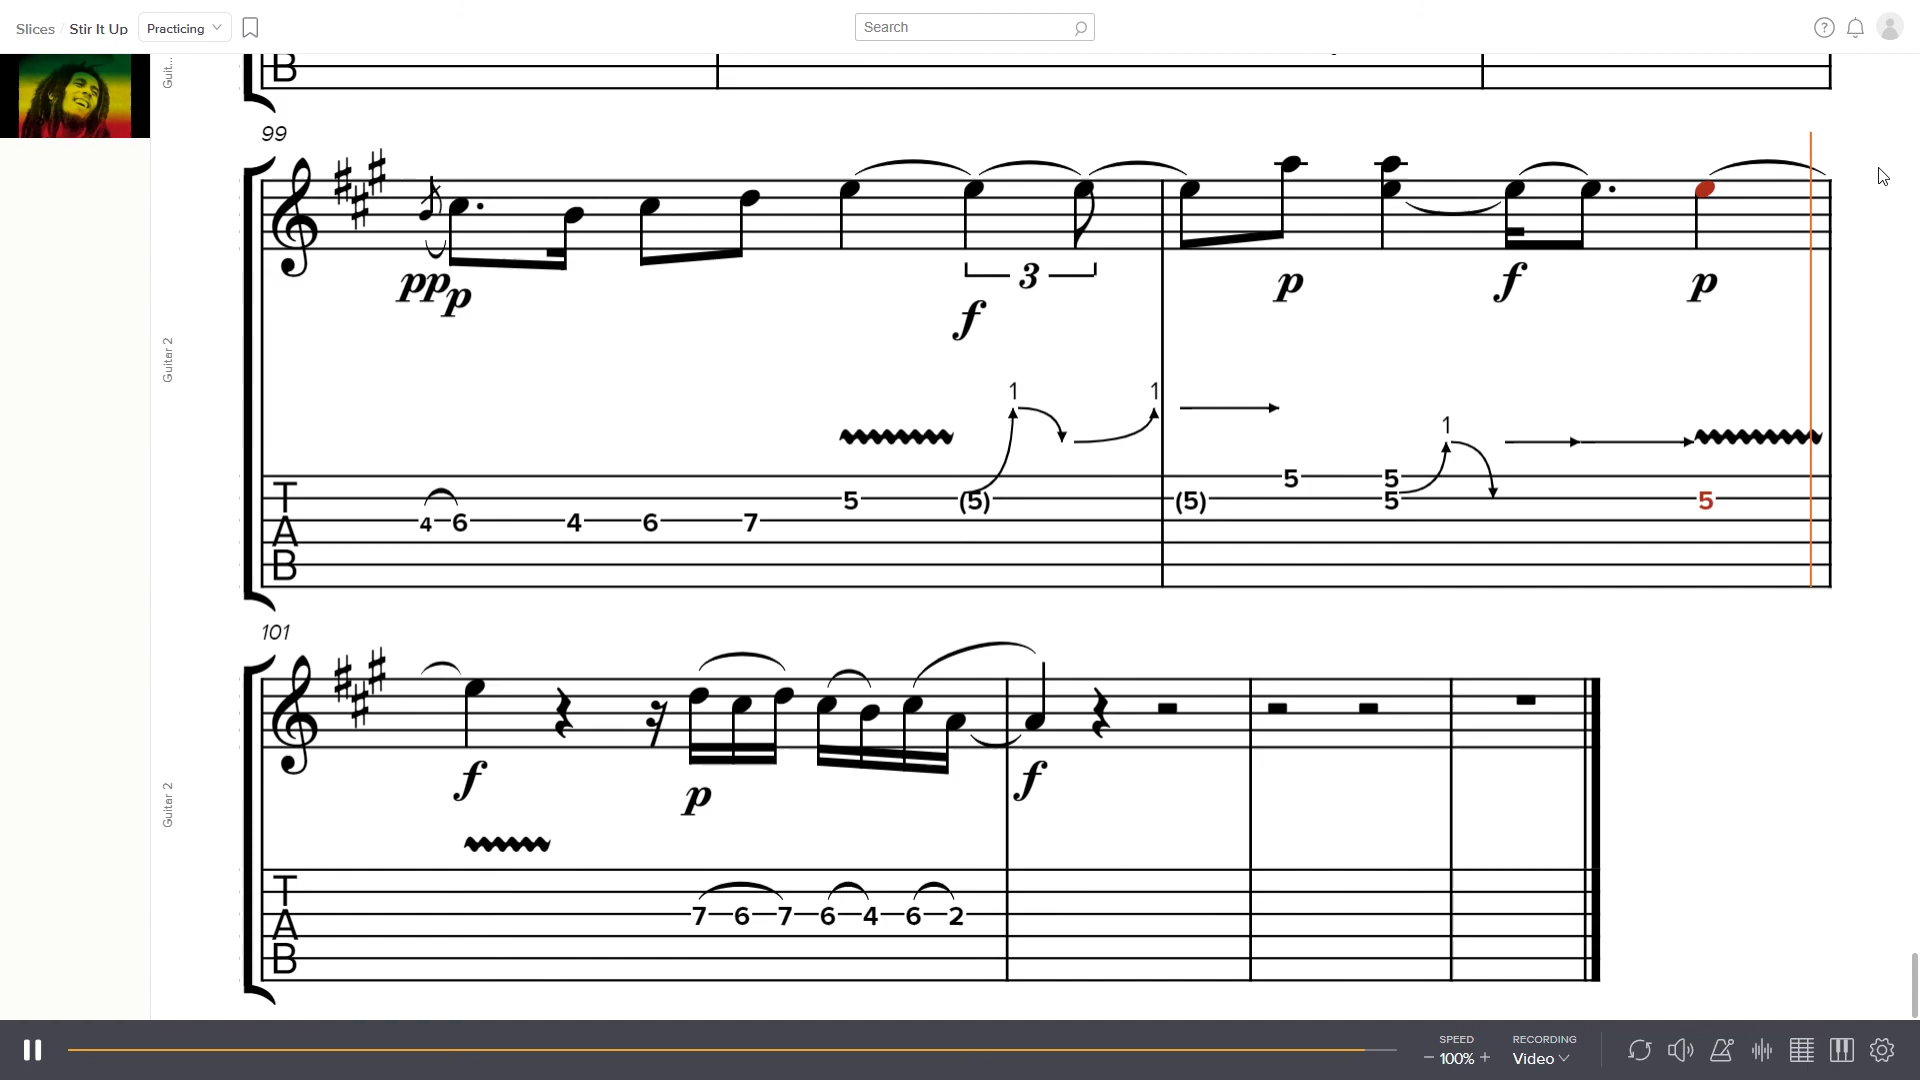 Slices / Stir It Up Practicing
Search
?
Guit...
B
99
pp p f p f p
3
Guitar 2
1 1
1
5 5
T 5 (5) (5) 5 5
4 6 4 6 7
A
B
101
f p f
Guitar 2
T
7 6 7 6 4 6 2
A
B
SPEED
− 100% +
RECORDING
Video